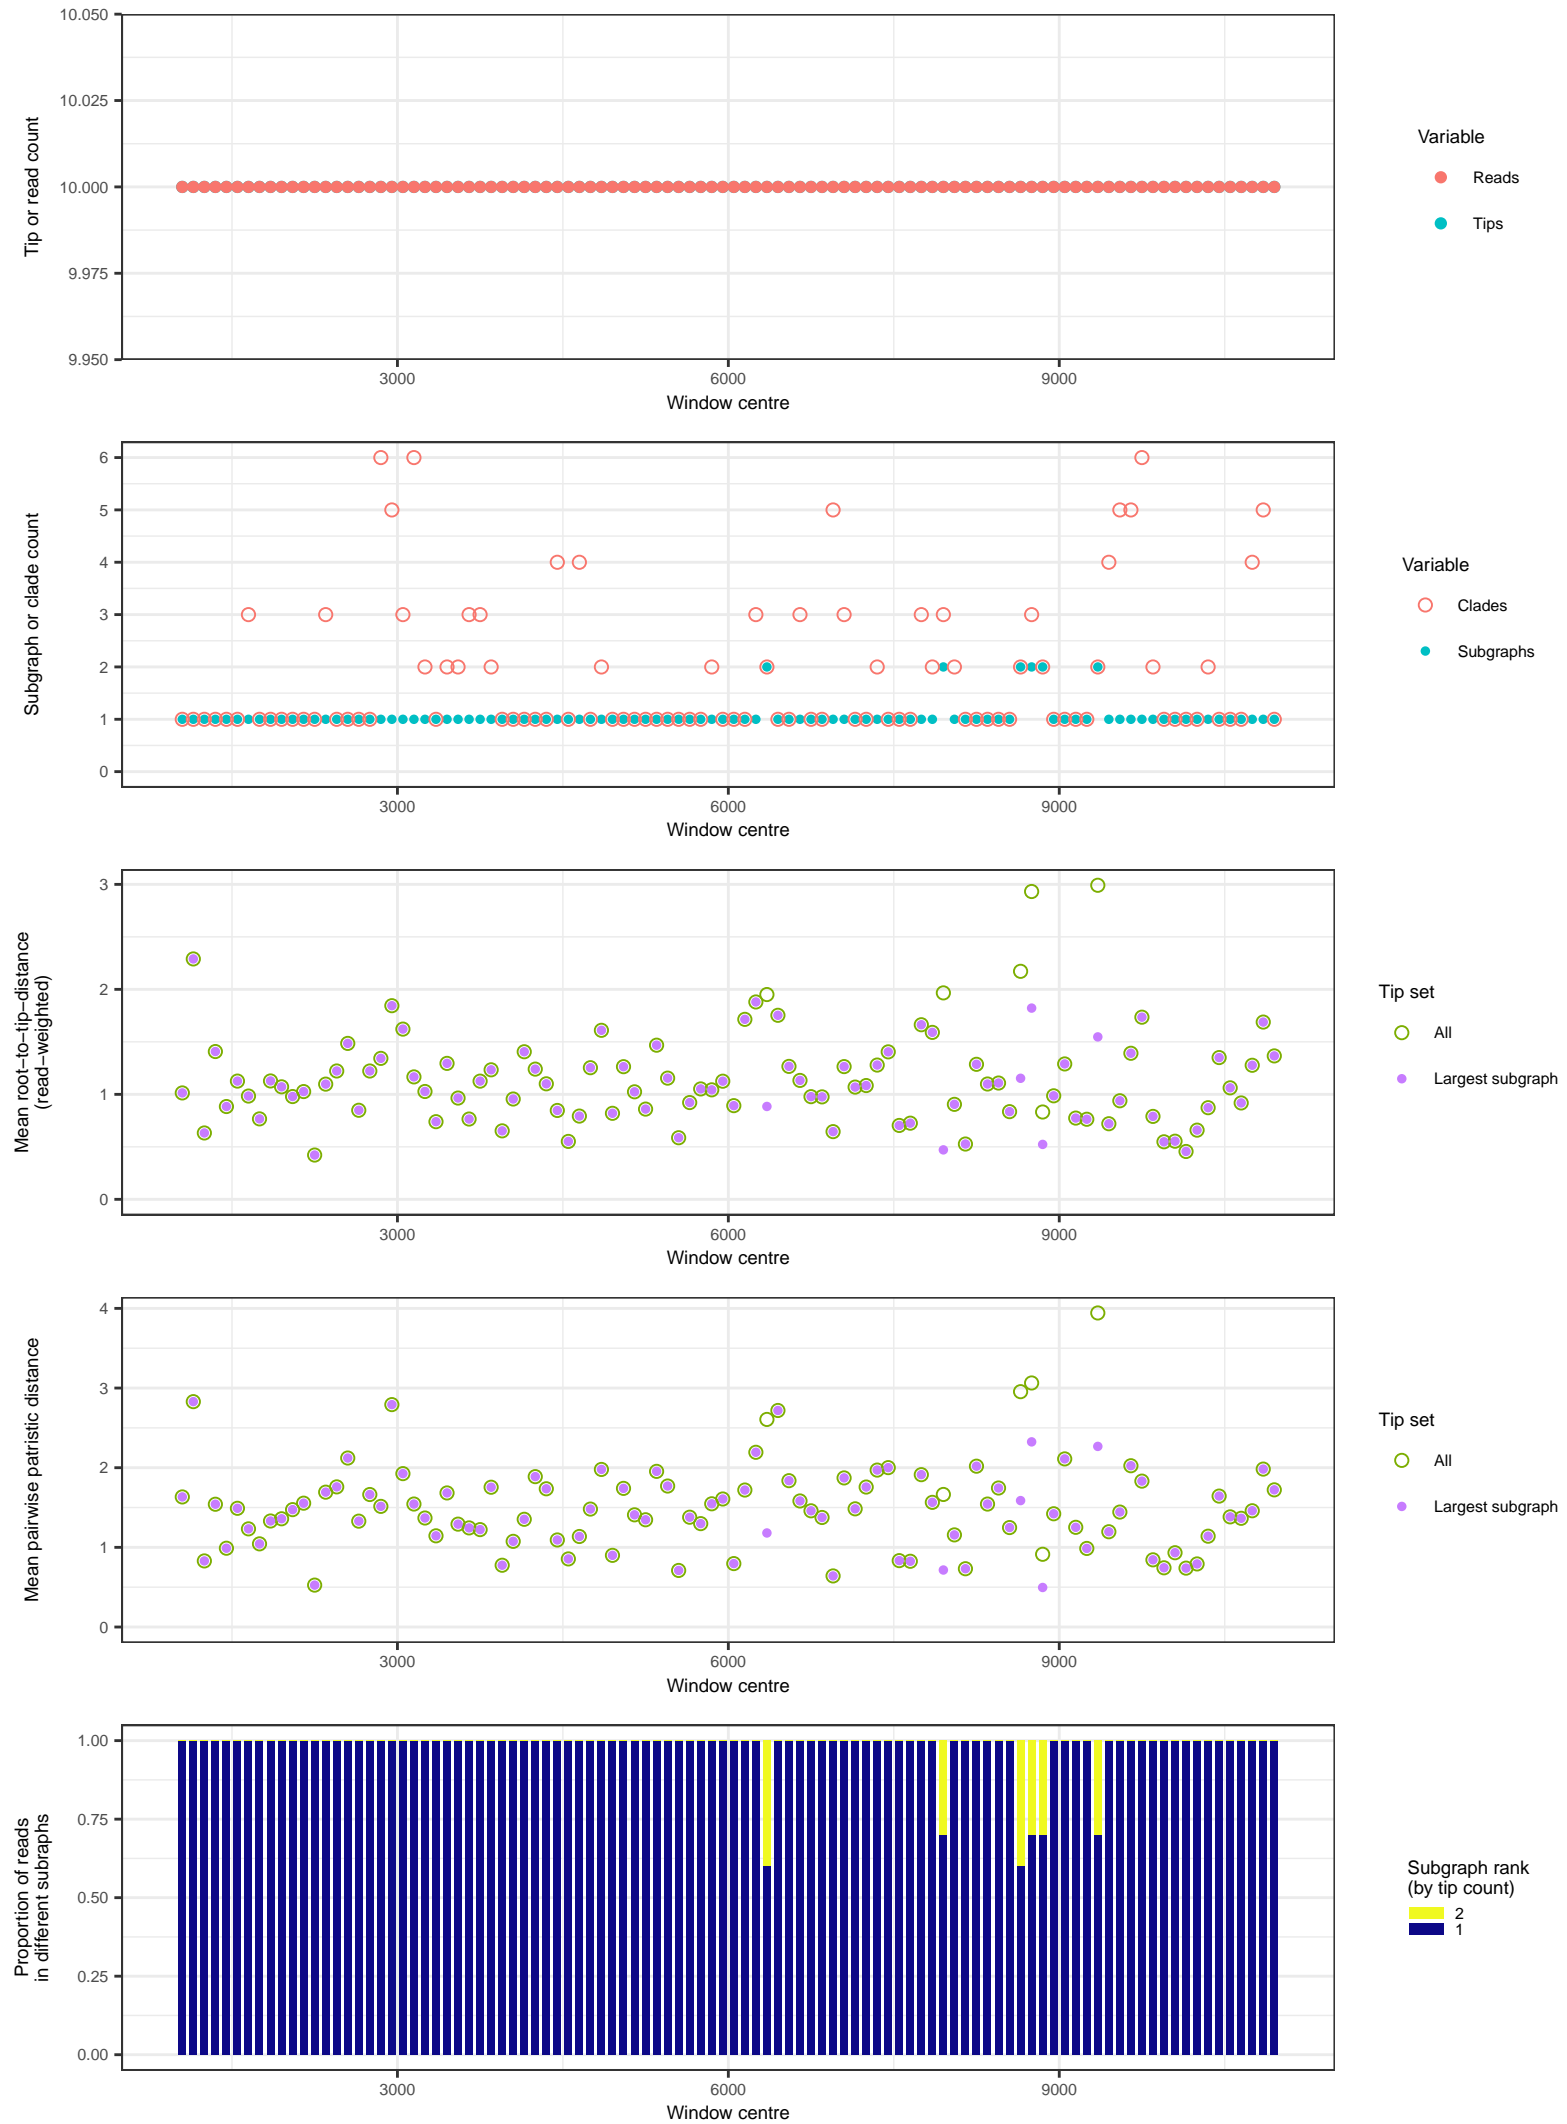 10.050
10.025
10.000
9.975
9.950
Tip or read count
3000 6000 9000
Window centre
Variable
Reads
Tips
6
5
4
3
2
1
0
Subgraph or clade count
3000 6000 9000
Window centre
Variable
Clades
Subgraphs
3
2
1
0
Mean root−to−tip−distance
(read−weighted)
3000 6000 9000
Window centre
Tip set
All
Largest subgraph
4
3
2
1
0
Mean pairwise patristic distance
3000 6000 9000
Window centre
Tip set
All
Largest subgraph
1.00
0.75
0.50
0.25
0.00
Proportion of reads
in different subraphs
3000 6000 9000
Window centre
Subgraph rank
(by tip count)
2
1